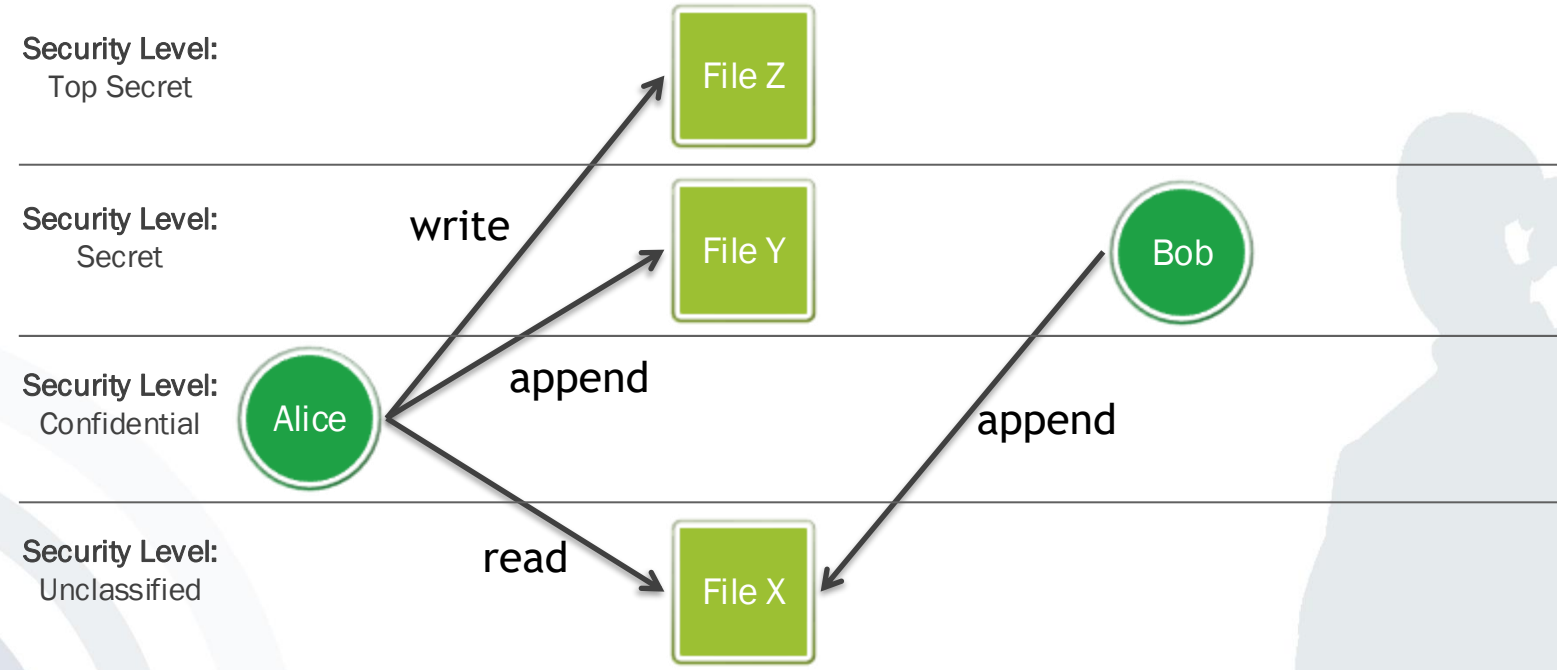 Security Level:
Top Secret
File Z
Security Level:
Secret
write
File Y
Bob
append
Security Level:
Confidential
Alice
append
Security Level:
Unclassified
read
File X